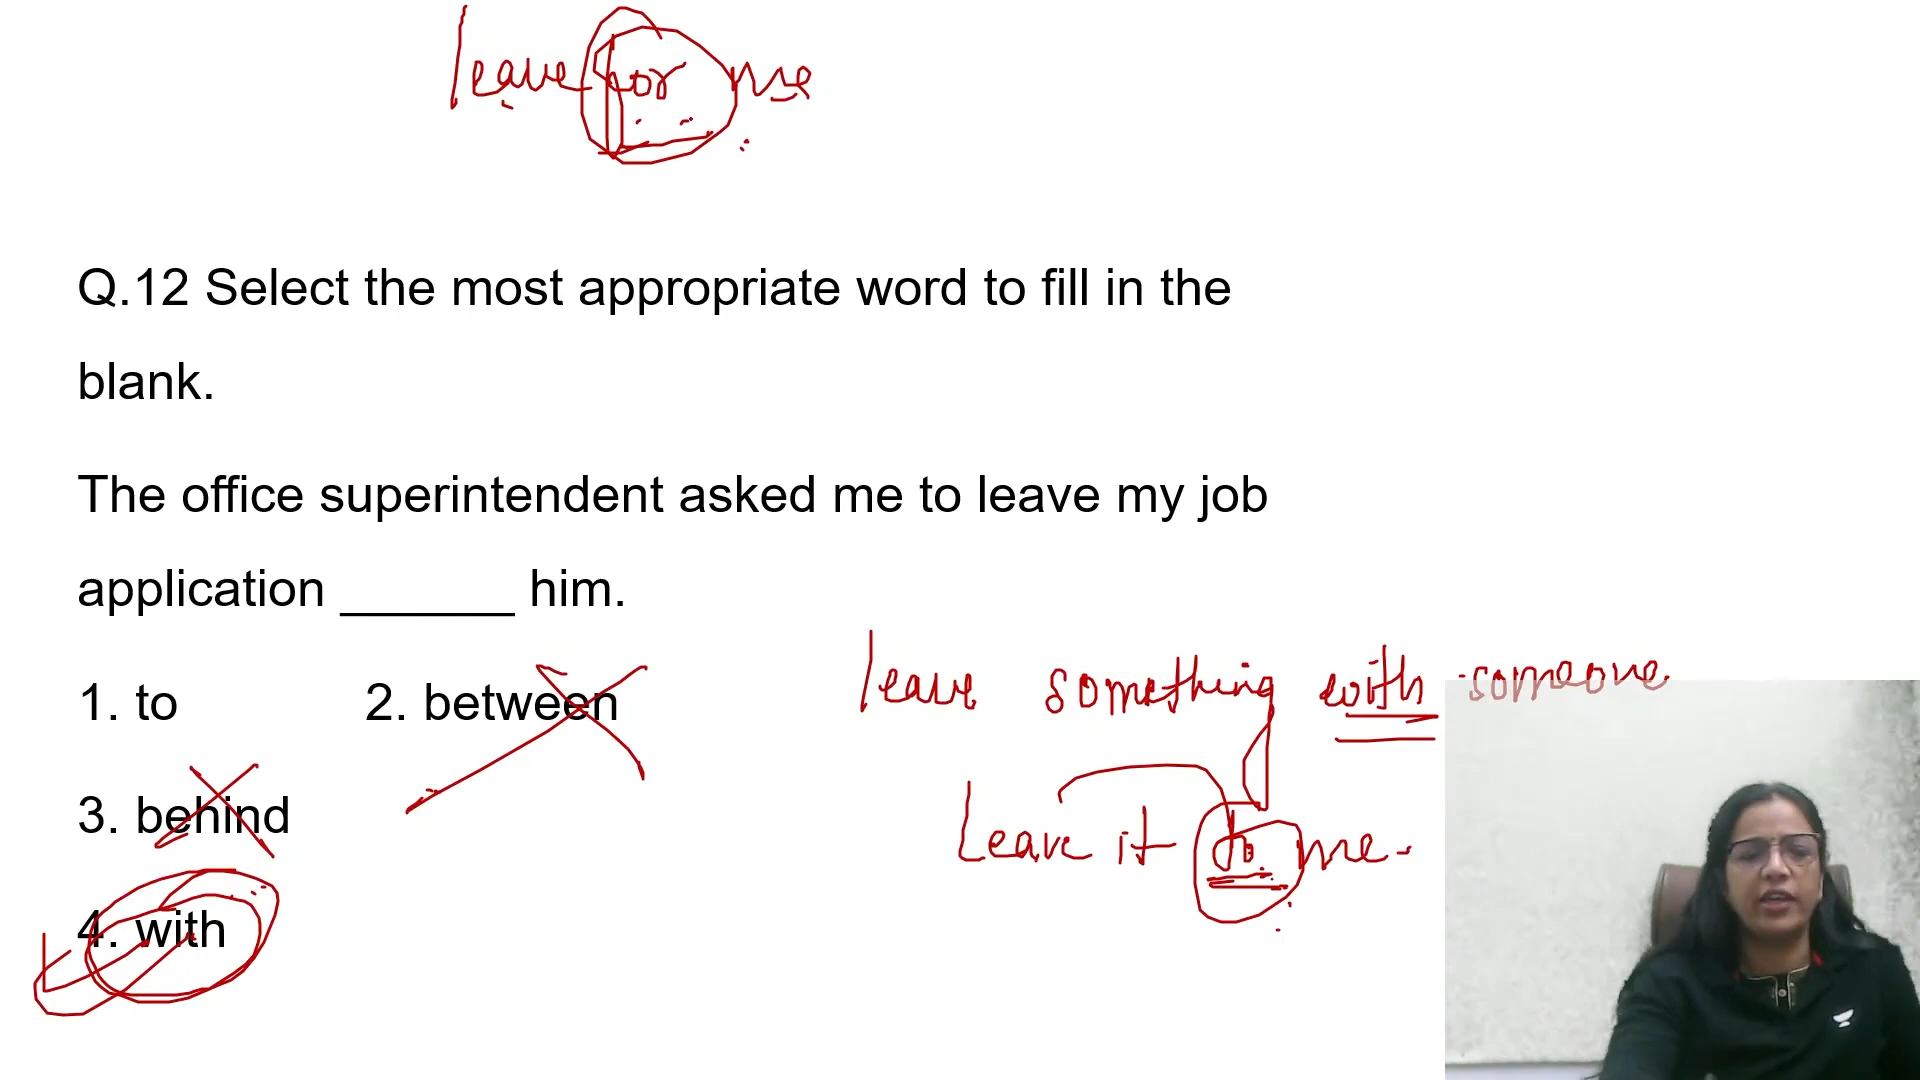 leave for me
Q.12 Select the most appropriate word to fill in the
blank.
The office superintendent asked me to leave my job
application ______ him.
leave something with someone
1. to 2. between
3. behind
Leave it to me.
4. with